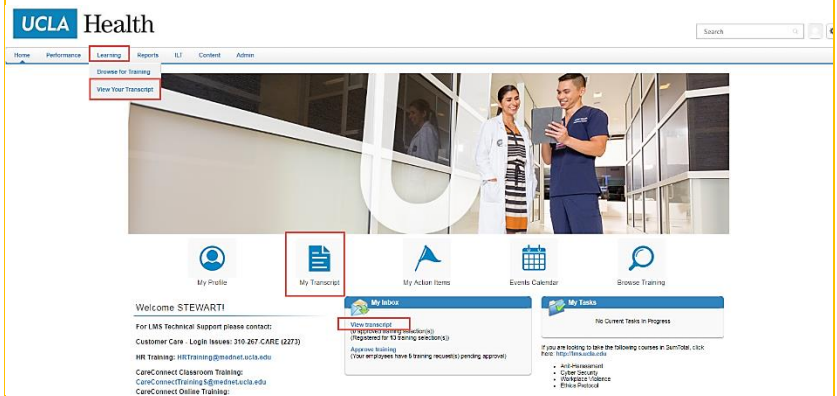 UCLA Health
Search
Home Performance Learning Reports ILT Content Admin
Browse for Training
View Your Transcript
U
My Profile My Transcript My Action Items Events Calendar Browse Training
Welcome STEWART!
For LMS Technical Support please contact:
Customer Care - Login Issues: 310-267-CARE (2273)
HR Training: HRTraining@mednet.ucla.edu
CareConnect Classroom Training:
CareConnectTraining5@mednet.ucla.edu
CareConnect Online Training:
My Inbox
View transcript
(0 approved training selection(s))
(Registered for 13 training selection(s))
Approve training
(Your employees have 5 training request(s) pending approval)
My Tasks
No Current Tasks in Progress
If you are looking to take the following courses in SumTotal, click
here: http://lms.ucla.edu
Anti-Harassment
Cyber Security
Workplace Violence
Ethics Protocol